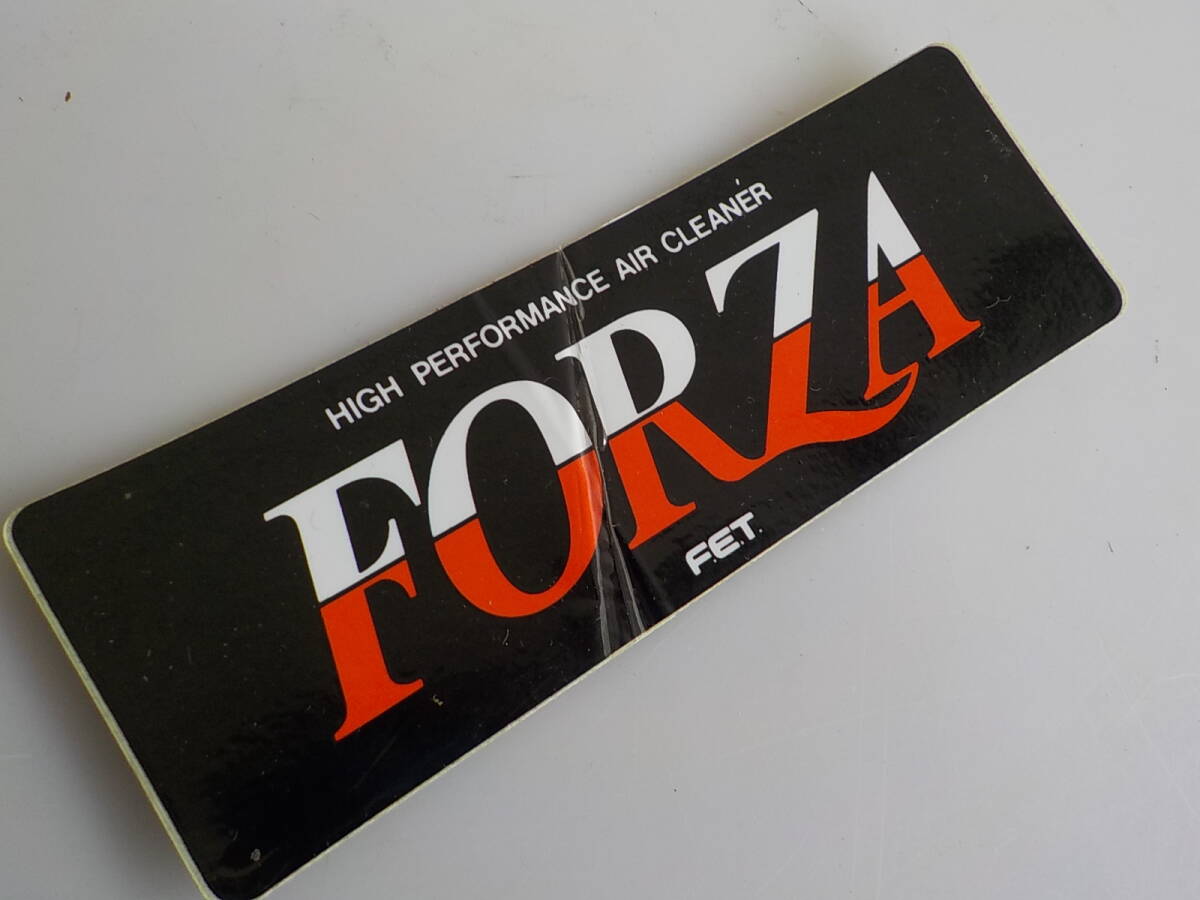 HIGH PERFORMANCE AIR CLEANER
FORZA
F.E.T.